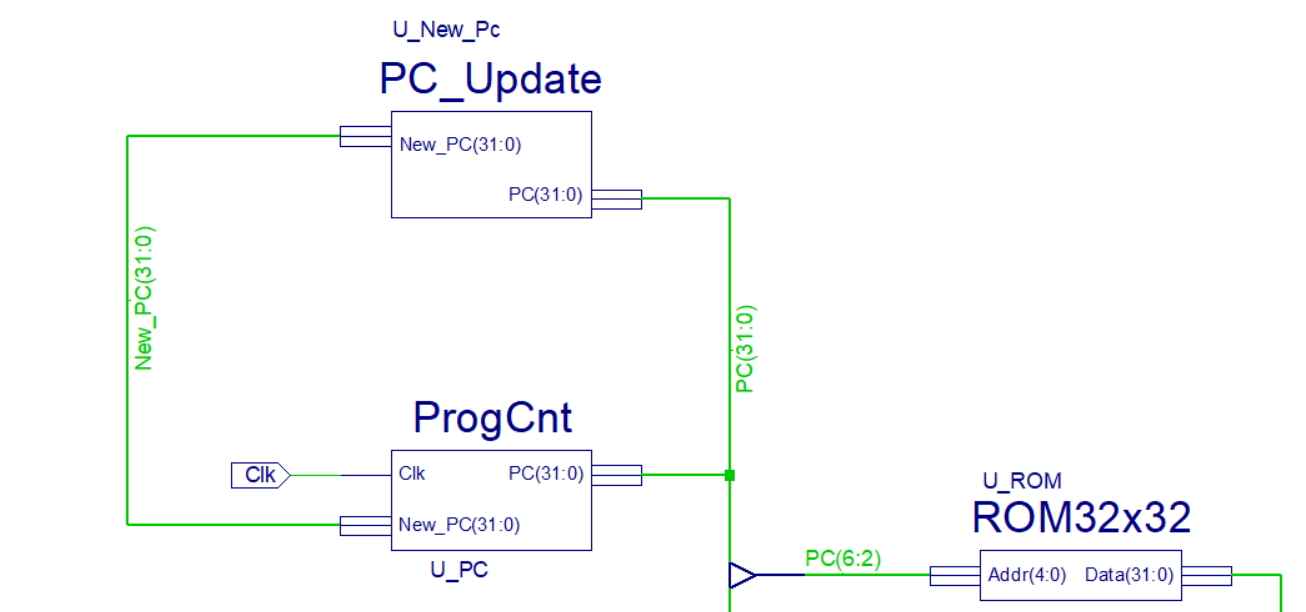 U_New_Pc
PC_Update
New_PC(31:0)
PC(31:0)
New_PC(31:0)
PC(31:0)
ProgCnt
Clk
Clk
PC(31:0)
New_PC(31:0)
U_PC
U_ROM
ROM32x32
PC(6:2)
Addr(4:0)
Data(31:0)